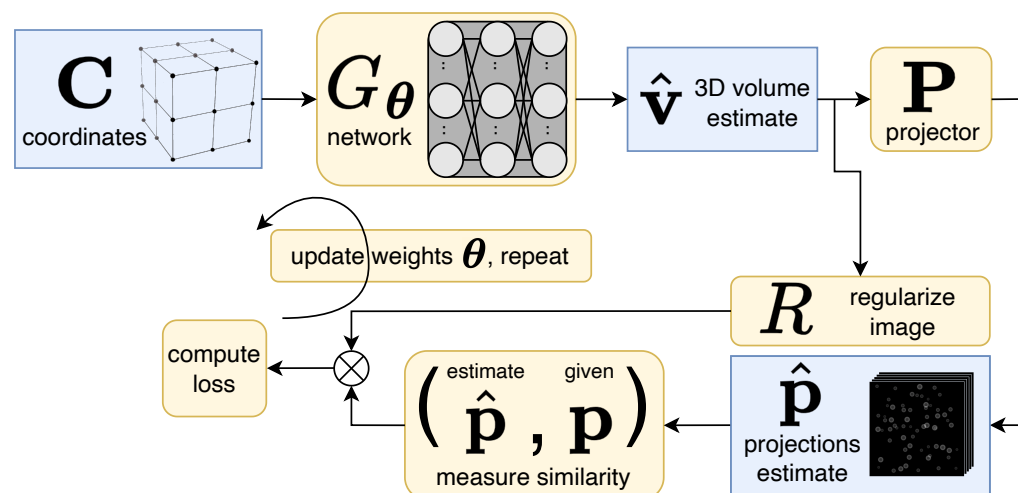 C
coordinates
G_θ
network
v̂ 3D volume
estimate
P
projector
update weights θ, repeat
R regularize
image
compute
loss
estimate given
(p̂, p)
measure similarity
p̂
projections
estimate